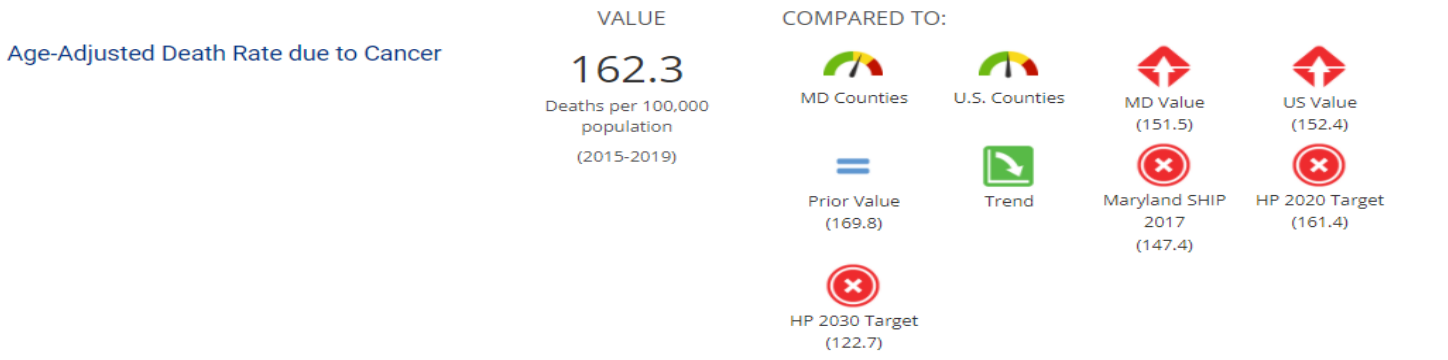 VALUE
COMPARED TO:
Age-Adjusted Death Rate due to Cancer
162.3
Deaths per 100,000
population
(2015-2019)
MD Counties
U.S. Counties
MD Value
(151.5)
US Value
(152.4)
Prior Value
(169.8)
Trend
Maryland SHIP
2017
(147.4)
HP 2020 Target
(161.4)
HP 2030 Target
(122.7)